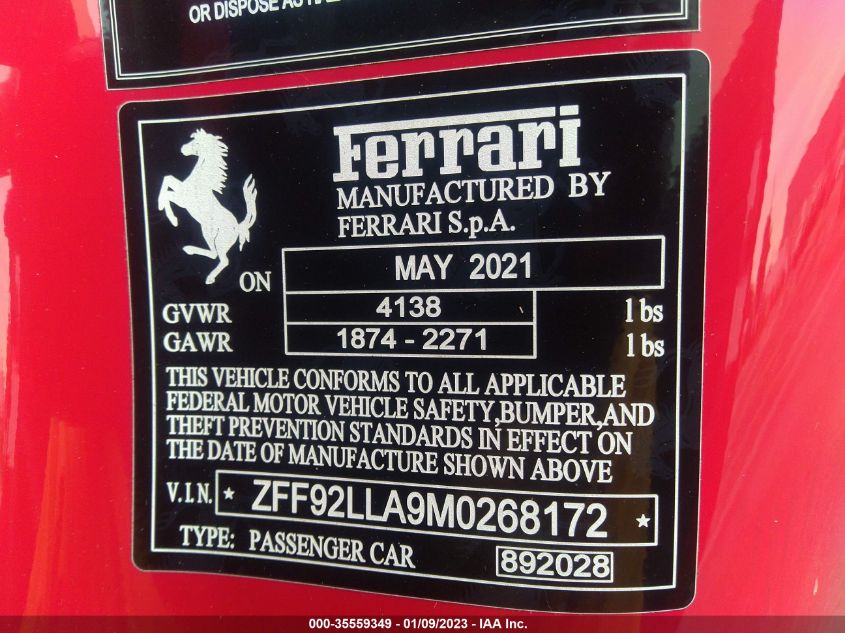 OR DISPOSE AS
Ferrari
MANUFACTURED BY
FERRARI S.p.A.
ON MAY 2021
GVWR 4138 lbs
GAWR 1874 - 2271 lbs
THIS VEHICLE CONFORMS TO ALL APPLICABLE
FEDERAL MOTOR VEHICLE SAFETY,BUMPER,AND
THEFT PREVENTION STANDARDS IN EFFECT ON
THE DATE OF MANUFACTURE SHOWN ABOVE
V.I.N. ★ ZFF92LLA9M0268172 ★
TYPE: PASSENGER CAR 892028
000-35559349 - 01/09/2023 - IAA Inc.